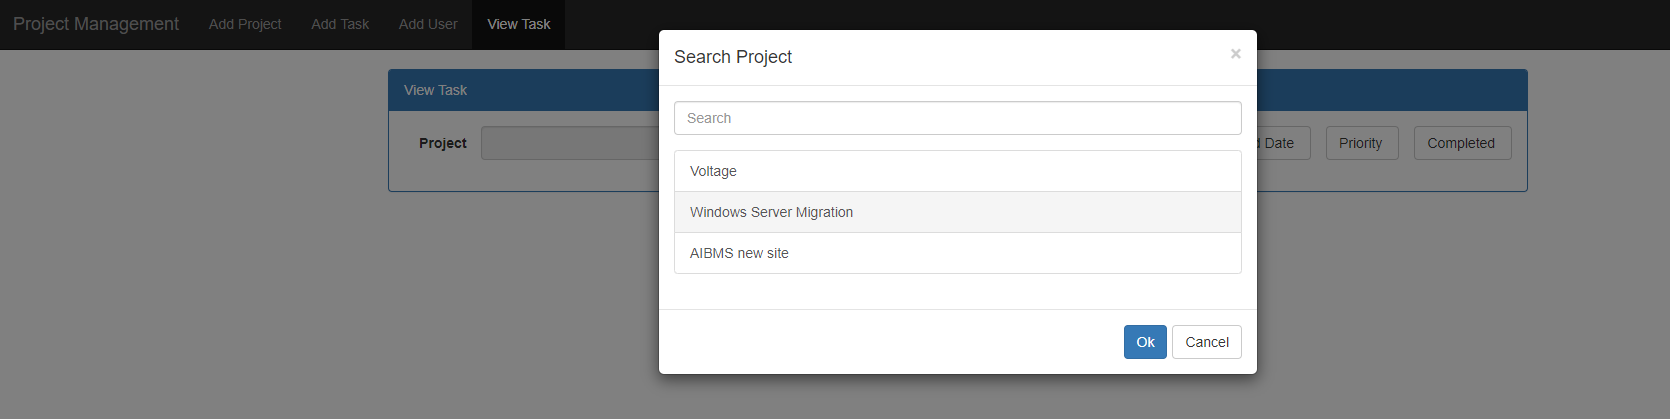 Project Management Add Project Add Task Add User View Task
Search Project ×
View Task
Search
Project
Date Priority Completed
Voltage
Windows Server Migration
AIBMS new site
Ok Cancel